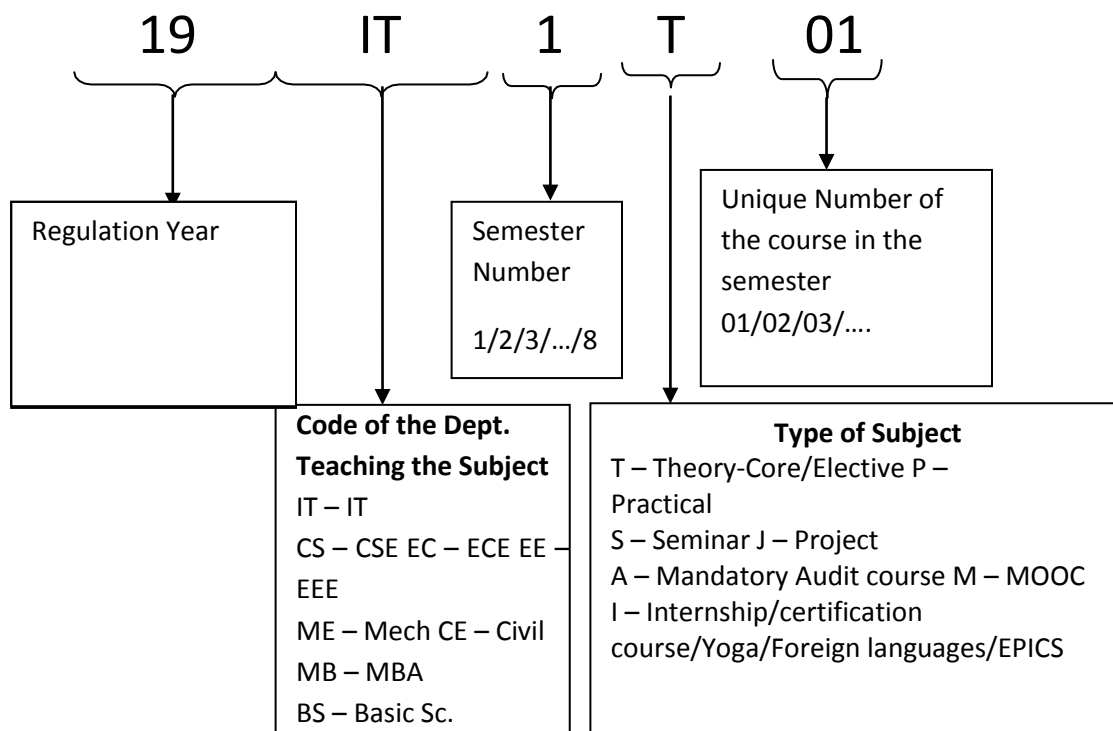 19 IT 1 T 01
Regulation Year
Semester
Number
1/2/3/…/8
Unique Number of
the course in the
semester
01/02/03/….
Code of the Dept.
Teaching the Subject
IT – IT
CS – CSE EC – ECE EE –
EEE
ME – Mech CE – Civil
MB – MBA
BS – Basic Sc.
Type of Subject
T – Theory-Core/Elective P –
Practical
S – Seminar J – Project
A – Mandatory Audit course M – MOOC
I – Internship/certification
course/Yoga/Foreign languages/EPICS